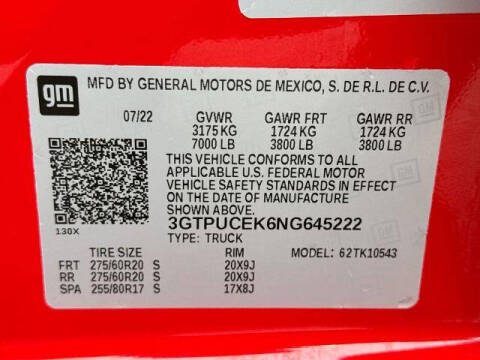 gm
MFD BY GENERAL MOTORS DE MEXICO, S. DE R.L. DE C.V.
07/22 GVWR GAWR FRT GAWR RR
3175 KG 1724 KG 1724 KG
7000 LB 3800 LB 3800 LB
THIS VEHICLE CONFORMS TO ALL
APPLICABLE U.S. FEDERAL MOTOR
VEHICLE SAFETY STANDARDS IN EFFECT
ON THE DATE OF MANUFACTURE
SHOWN ABOVE.
130X 3GTPUCEK6NG645222
TYPE: TRUCK
TIRE SIZE RIM MODEL: 62TK10543
FRT 275/60R20 S 20X9J
RR 275/60R20 S 20X9J
SPA 255/80R17 S 17X8J